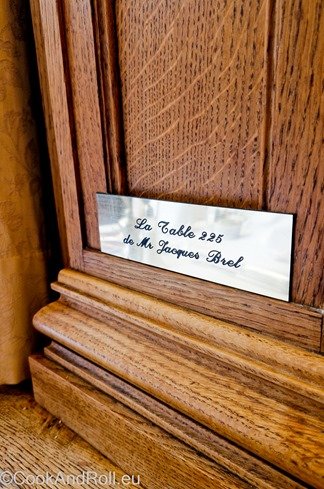 La Table 225
de Mr Jacques Brel
©CookAndRoll.eu